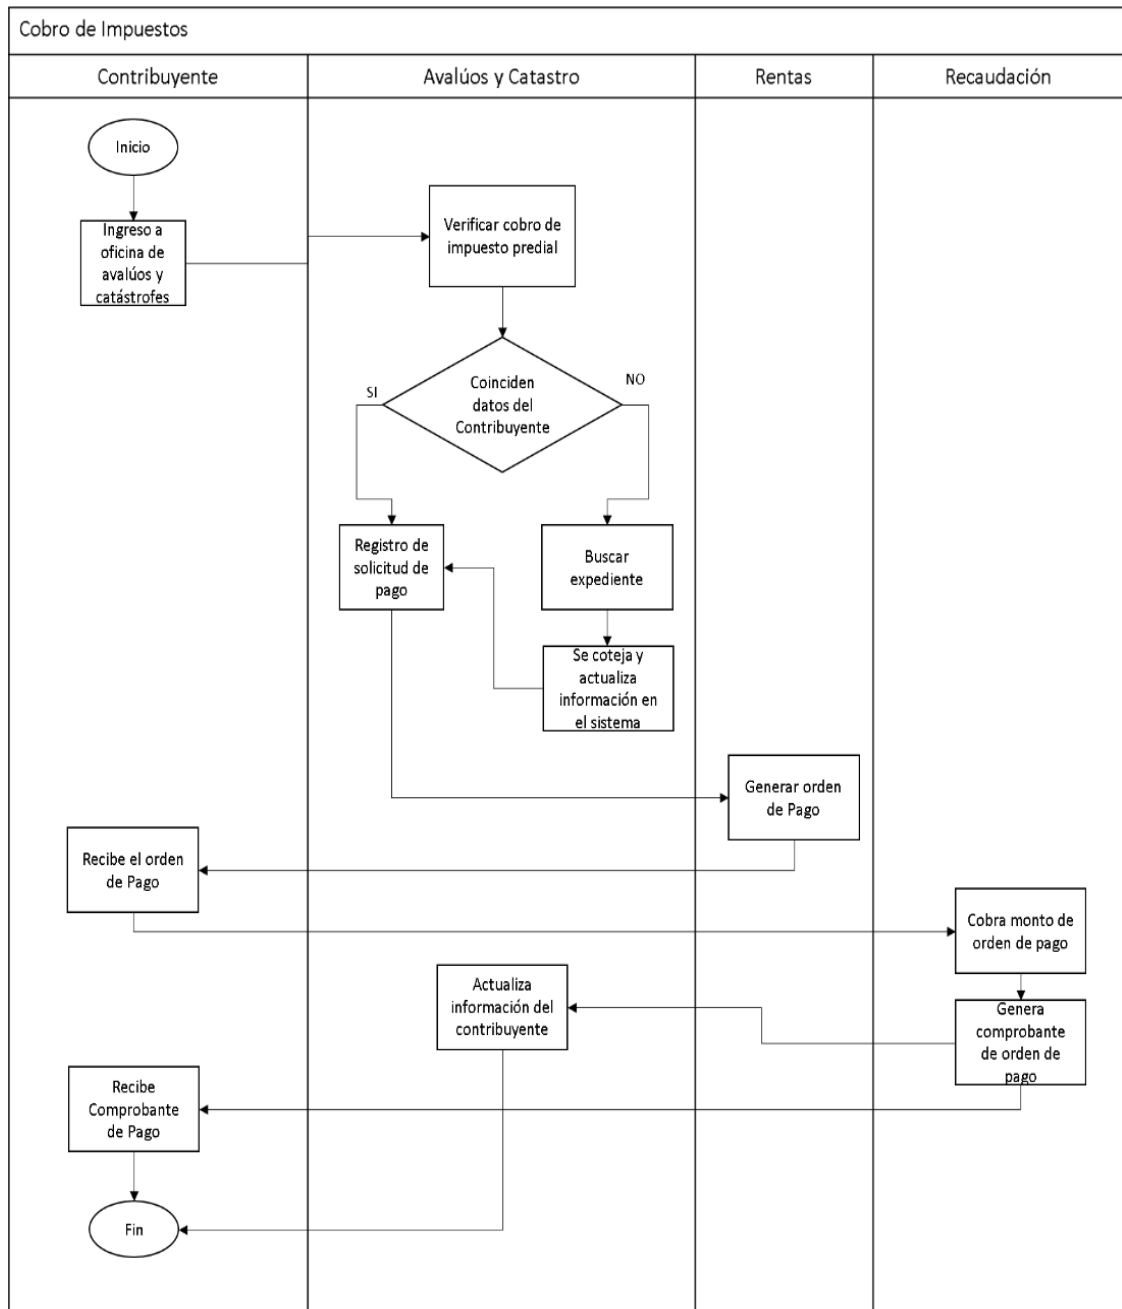 Cobro de Impuestos
Contribuyente
Avalúos y Catastro
Rentas
Recaudación
Inicio
Ingreso a
oficina de
avalúos y
catástrofes
Verificar cobro de
impuesto predial
Coinciden
datos del
Contribuyente
SI
NO
Registro de
solicitud de
pago
Buscar
expediente
Se coteja y
actualiza
información en
el sistema
Generar orden
de Pago
Recibe el orden
de Pago
Cobra monto de
orden de pago
Actualiza
información del
contribuyente
Genera
comprobante
de orden de
pago
Recibe
Comprobante
de Pago
Fin